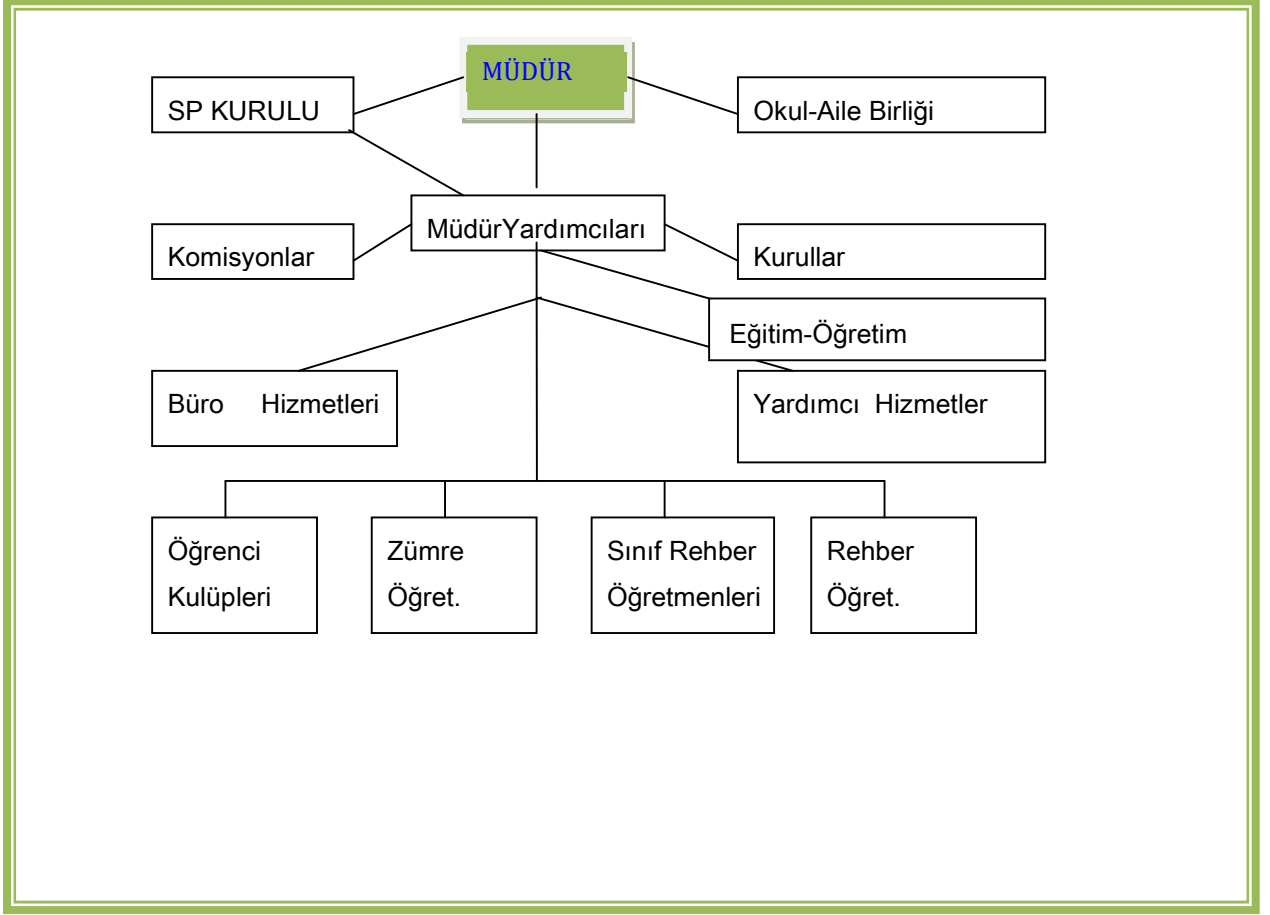 MÜDÜR
SP KURULU
Okul-Aile Birliği
MüdürYardımcıları
Komisyonlar
Kurullar
Eğitim-Öğretim
Büro Hizmetleri
Yardımcı Hizmetler
Öğrenci
Kulüpleri
Zümre
Öğret.
Sınıf Rehber
Öğretmenleri
Rehber
Öğret.